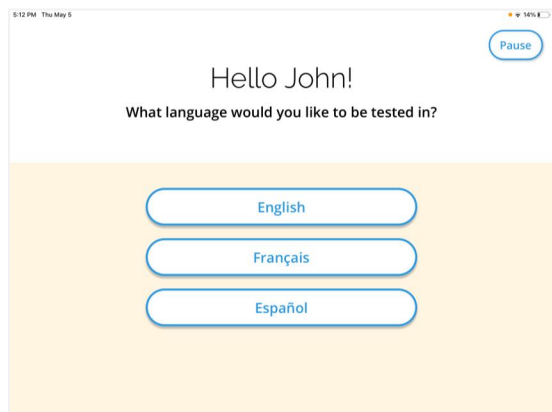 5:12 PM Thu May 5
14%
Pause
Hello John!
What language would you like to be tested in?
English
Français
Español